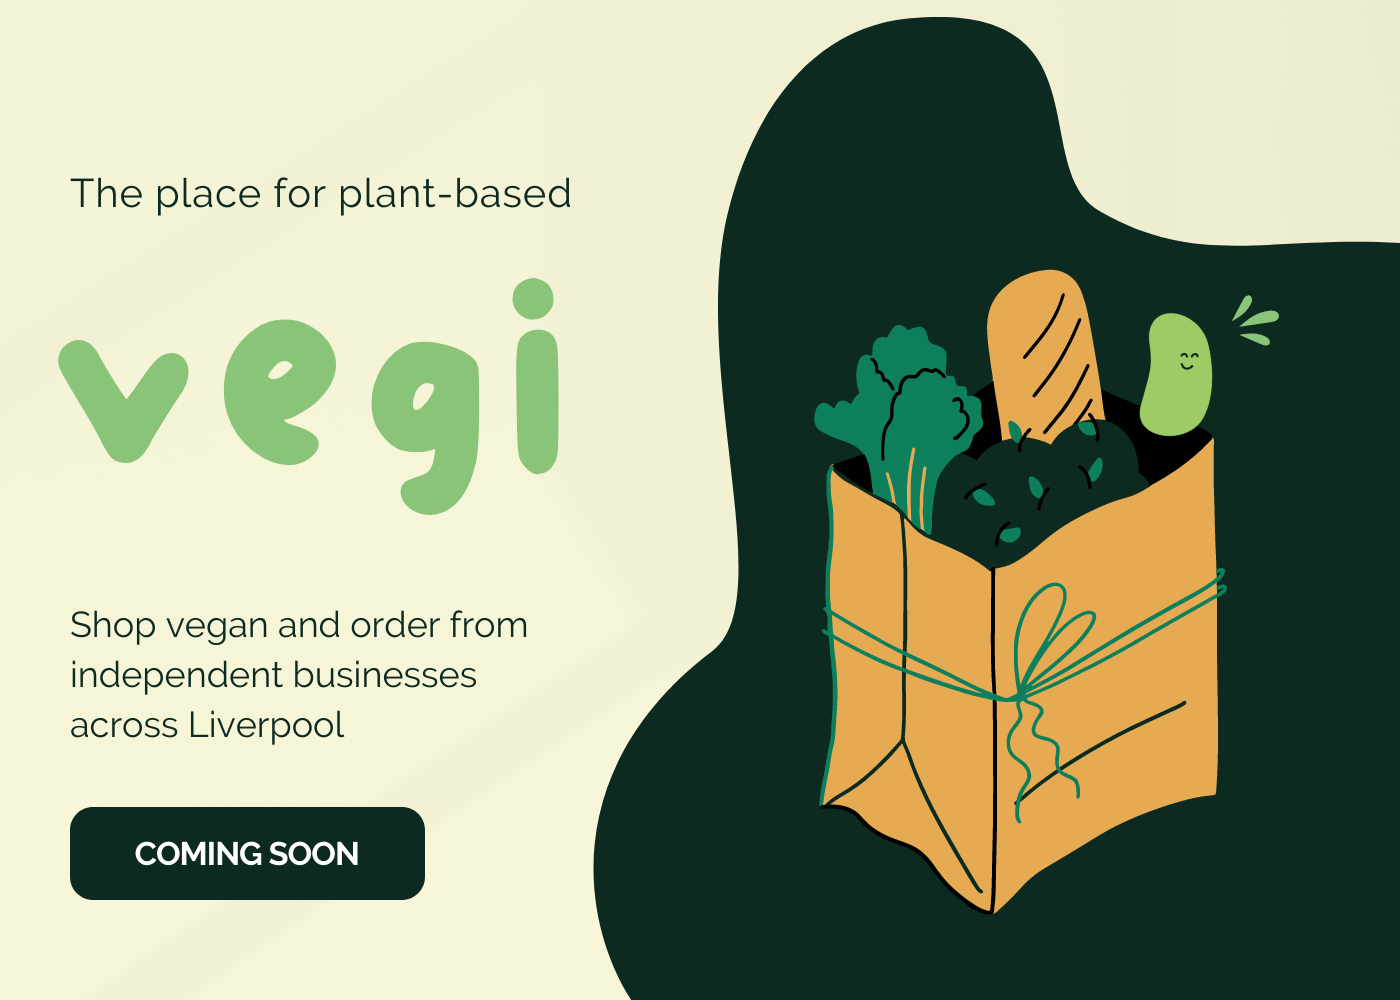 The place for plant-based
vegi
Shop vegan and order from
independent businesses
across Liverpool
COMING SOON